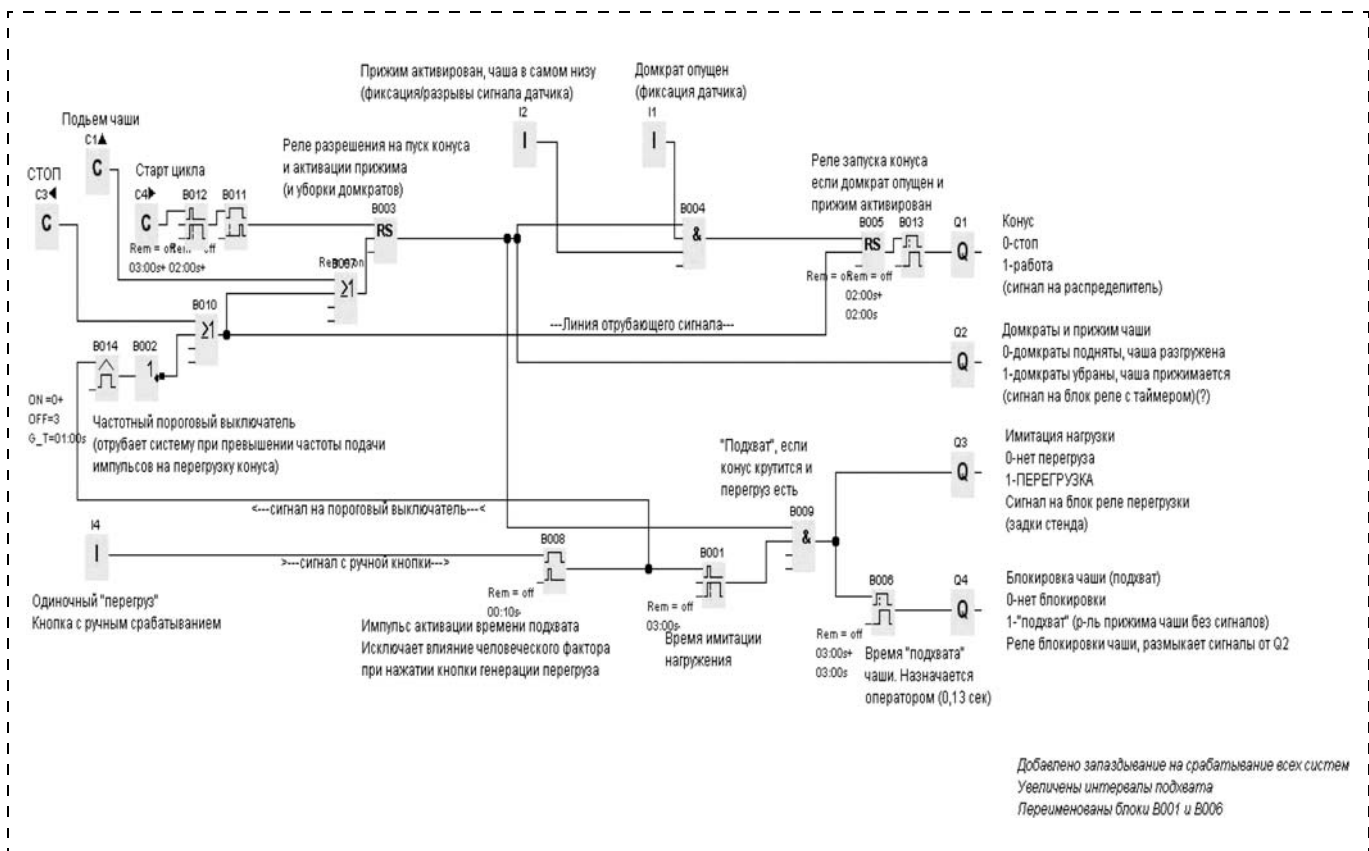 Прижим активирован, чаша в самом низу
(фиксация/разрывы сигнала датчика)
I2
I
Домкрат опущен
(фиксация датчика)
I1
I
Подьем чаши
C1▲
C
СТОП
C3◀
C
Старт цикла
C4▶
C
B012
B011
Rem = off
03:00s+
02:00s+
Реле разрешения на пуск конуса
и активации прижима
(и уборки домкратов)
B003
RS
B007
≥1
B004
&
Реле запуска конуса
если домкрат опущен и
прижим активирован
B005
RS
B013
Rem = off
02:00s+
02:00s
Q1
Q
Конус
0-стоп
1-работа
(сигнал на распределитель)
B010
≥1
---Линия отрубающего сигнала---
Q2
Q
Домкраты и прижим чаши
0-домкраты подняты, чаша разгружена
1-домкраты убраны, чаша прижимается
(сигнал на блок реле с таймером)(?)
B014
B002
1
ON =0+
OFF=3
G_T=01:00s
Частотный пороговый выключатель
(отрубает систему при превышении частоты подачи
импульсов на перегрузку конуса)
<---сигнал на пороговый выключатель---<
"Подхват", если
конус крутится и
перегруз есть
B009
&
Q3
Q
Имитация нагрузки
0-нет перегруза
1-ПЕРЕГРУЗКА
Сигнал на блок реле перегрузки
(задки стенда)
I4
I
>---сигнал с ручной кнопки--->
Одиночный "перегруз"
Кнопка с ручным срабатыванием
B008
Rem = off
00:10s-
Импульс активации времени подхвата
Исключает влияние человеческого фактора
при нажатии кнопки генерации перегруза
B001
Rem = off
03:00s-
Время имитации
нагружения
B006
Rem = off
03:00s+
03:00s
Время "подхвата"
чаши. Назначается
оператором (0,13 сек)
Q4
Q
Блокировка чаши (подхват)
0-нет блокировки
1-"подхват" (р-ль прижима чаши без сигналов)
Реле блокировки чаши, размыкает сигналы от Q2
Добавлено запаздывание на срабатывание всех систем
Увеличены интервалы подхвата
Переименованы блоки B001 и B006